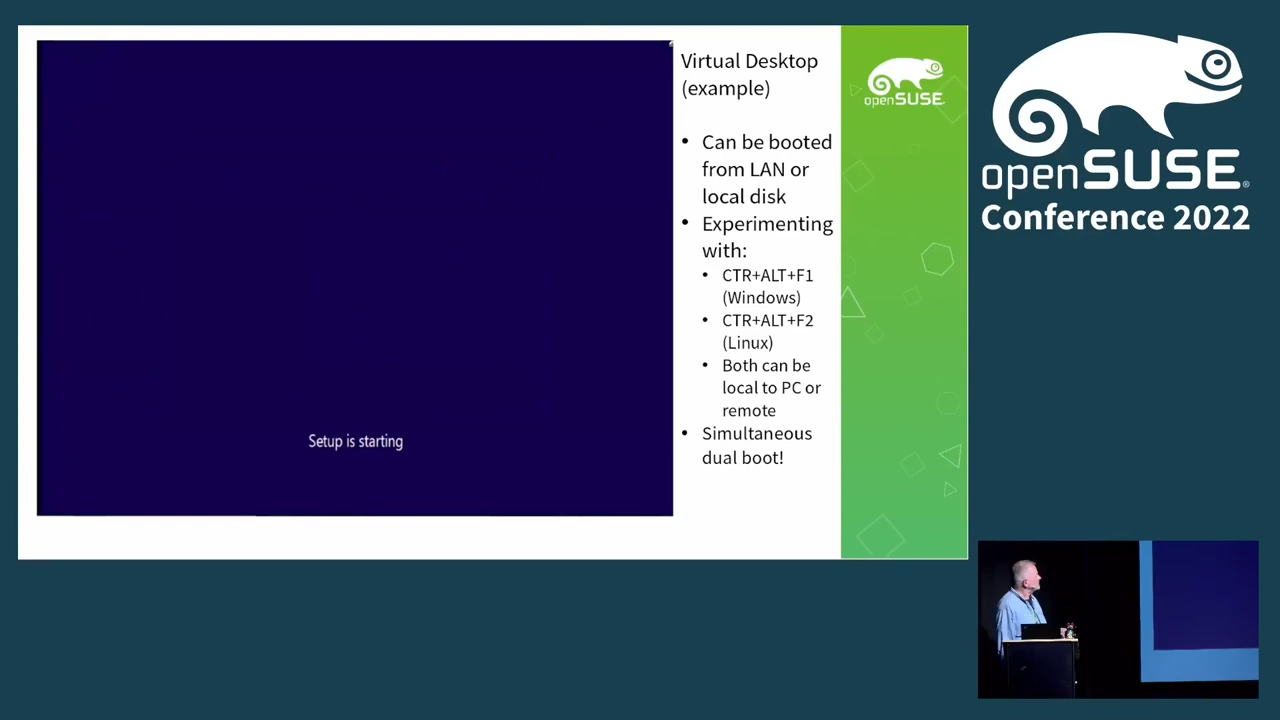 Setup is starting
Virtual Desktop
(example)
• Can be booted
from LAN or
local disk
• Experimenting
with:
• CTR+ALT+F1
(Windows)
• CTR+ALT+F2
(Linux)
• Both can be
local to PC or
remote
• Simultaneous
dual boot!
openSUSE
openSUSE®
Conference 2022